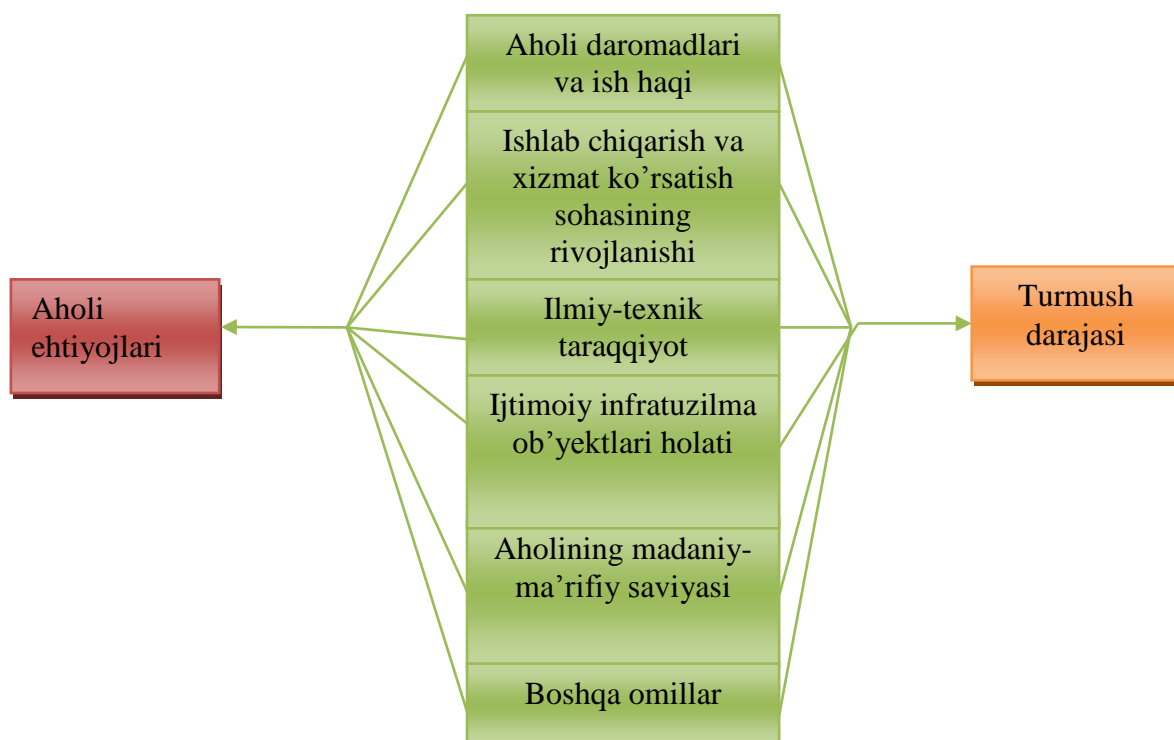 Aholi daromadlari
va ish haqi
Ishlab chiqarish va
xizmat ko’rsatish
sohasining
rivojlanishi
Aholi
ehtiyojlari
Ilmiy-texnik
taraqqiyot
Turmush
darajasi
Ijtimoiy infratuzilma
ob’yektlari holati
Aholining madaniy-
ma’rifiy saviyasi
Boshqa omillar